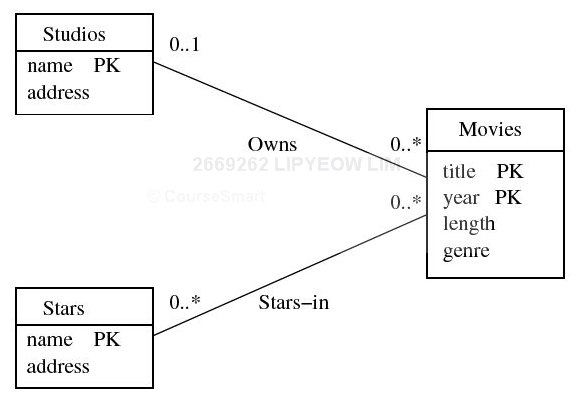 Studios
name PK
address
0..1
Owns
0..*
2669262 LIPYEOW LIM
© CourseSmart
Movies
title PK
year PK
length
genre
0..*
Stars
name PK
address
0..*
Stars-in